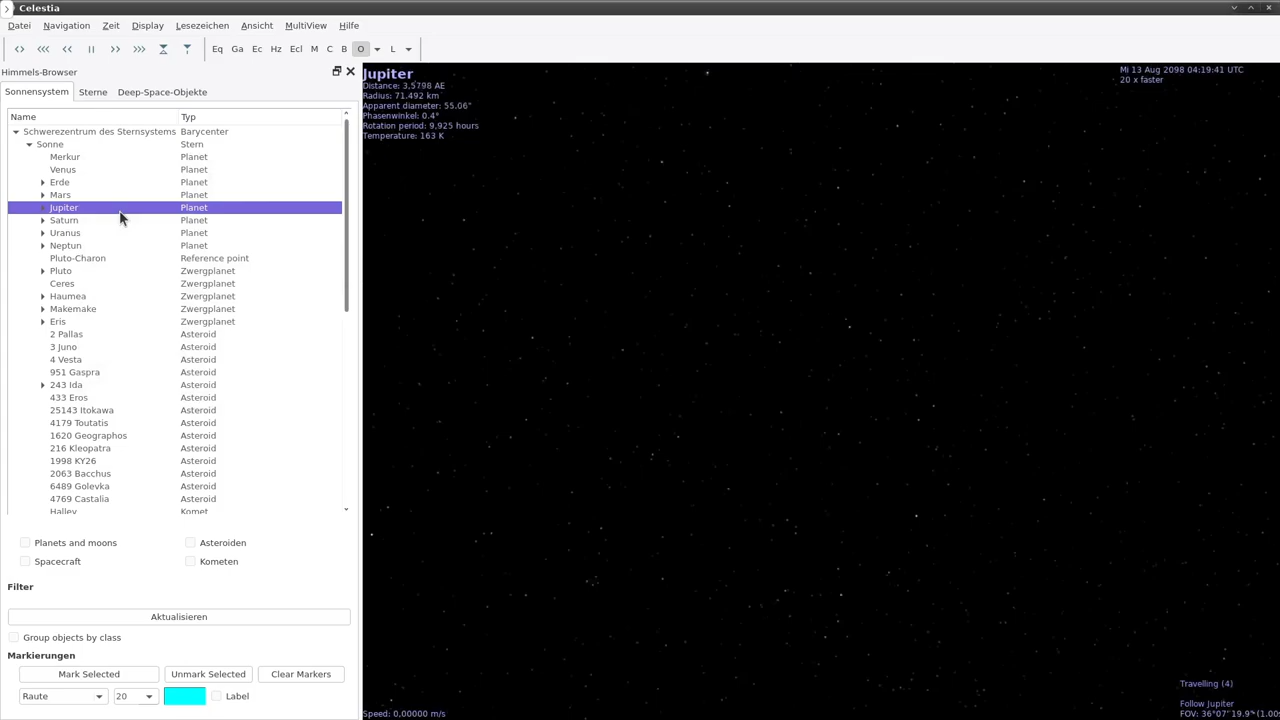 Celestia
Datei Navigation Zeit Display Lesezeichen Ansicht MultiView Hilfe
Eq Ga Ec Hz Ecl M C B O L
Himmels-Browser
Sonnensystem Sterne Deep-Space-Objekte
Name Typ
Schwerezentrum des Sternsystems Barycenter
Sonne Stern
Merkur Planet
Venus Planet
Erde Planet
Mars Planet
Jupiter Planet
Saturn Planet
Uranus Planet
Neptun Planet
Pluto-Charon Reference point
Pluto Zwergplanet
Ceres Zwergplanet
Haumea Zwergplanet
Makemake Zwergplanet
Eris Zwergplanet
2 Pallas Asteroid
3 Juno Asteroid
4 Vesta Asteroid
951 Gaspra Asteroid
243 Ida Asteroid
433 Eros Asteroid
25143 Itokawa Asteroid
4179 Toutatis Asteroid
1620 Geographos Asteroid
216 Kleopatra Asteroid
1998 KY26 Asteroid
2063 Bacchus Asteroid
6489 Golevka Asteroid
4769 Castalia Asteroid
Halley Komet
Planets and moons Asteroiden
Spacecraft Kometen
Filter
Aktualisieren
Group objects by class
Markierungen
Mark Selected Unmark Selected Clear Markers
Raute 20 Label
Jupiter
Distance: 3,5798 AE
Radius: 71.492 km
Apparent diameter: 55,06"
Phasenwinkel: 0.4°
Rotation period: 9,925 hours
Temperature: 163 K
Mi 13 Aug 2098 04:19:41 UTC
20 x faster
Travelling (4)
Follow Jupiter
Speed: 0,00000 m/s
FOV: 36°07' 19.9" (1.00